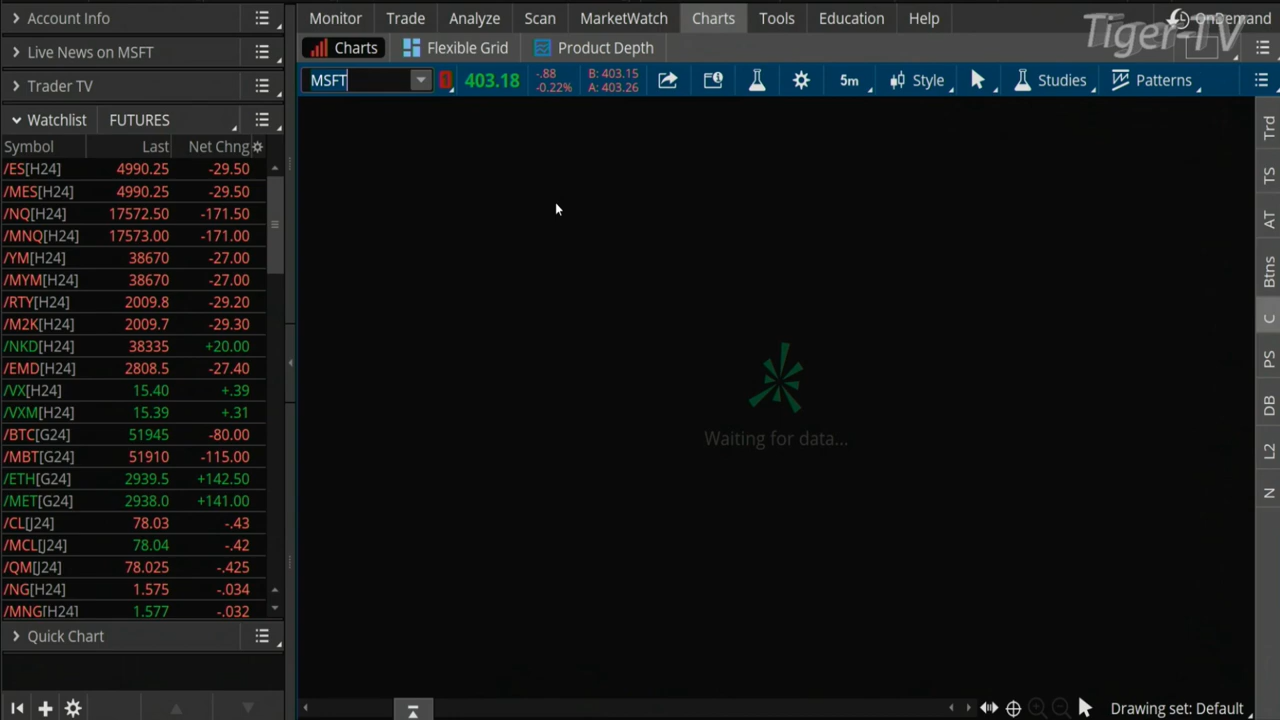 Account Info
Live News on MSFT
Trader TV
Watchlist FUTURES
Symbol Last Net Chng
/ES[H24] 4990.25 -29.50
/MES[H24] 4990.25 -29.50
/NQ[H24] 17572.50 -171.50
/MNQ[H24] 17573.00 -171.00
/YM[H24] 38670 -27.00
/MYM[H24] 38670 -27.00
/RTY[H24] 2009.8 -29.20
/M2K[H24] 2009.7 -29.30
/NKD[H24] 38335 +20.00
/EMD[H24] 2808.5 -27.40
/VX[H24] 15.40 +.39
/VXM[H24] 15.39 +.31
/BTC[G24] 51945 -80.00
/MBT[G24] 51910 -115.00
/ETH[G24] 2939.5 +142.50
/MET[G24] 2938.0 +141.00
/CL[J24] 78.03 -.43
/MCL[J24] 78.04 -.42
/QM[J24] 78.025 -.425
/NG[H24] 1.575 -.034
/MNG[H24] 1.577 -.032
Quick Chart
Monitor Trade Analyze Scan MarketWatch Charts Tools Education Help
OnDemand
Tiger-TV
Charts Flexible Grid Product Depth
MSFT 1 403.18 -.88 B: 403.15
-0.22% A: 403.26
5m Style Studies Patterns
Waiting for data...
Trd
TS
AT
Btns
C
PS
DB
L2
N
Drawing set: Default